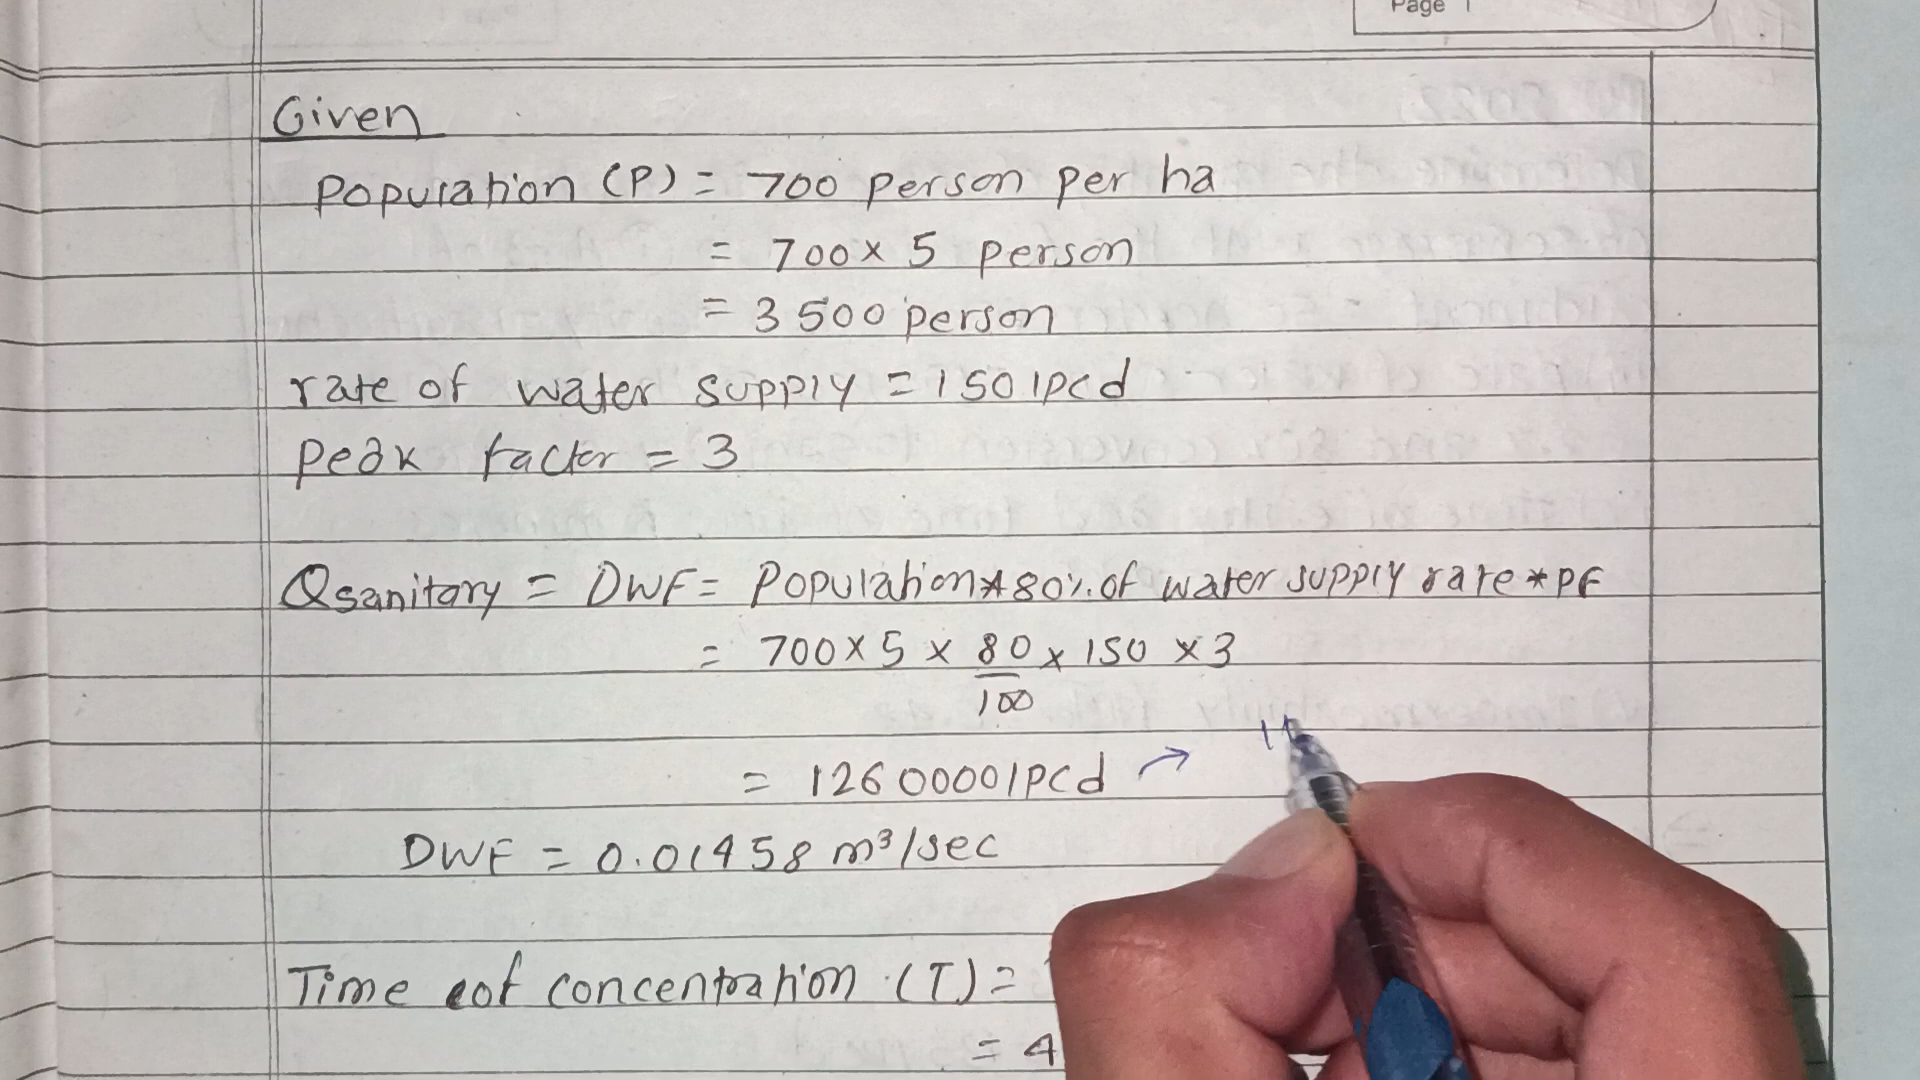 Page 1
Given
Population (P) = 700 person per ha
= 700 × 5 person
= 3500 person
rate of water supply = 150 lpcd
Peak factor = 3
Qsanitary = DWF = Population * 80% of water supply rate * PF
= 700 × 5 × 80/100 × 150 × 3
= 1260000 lpcd →
DWF = 0.01458 m³/sec
Time of concentration (T) =
= 4